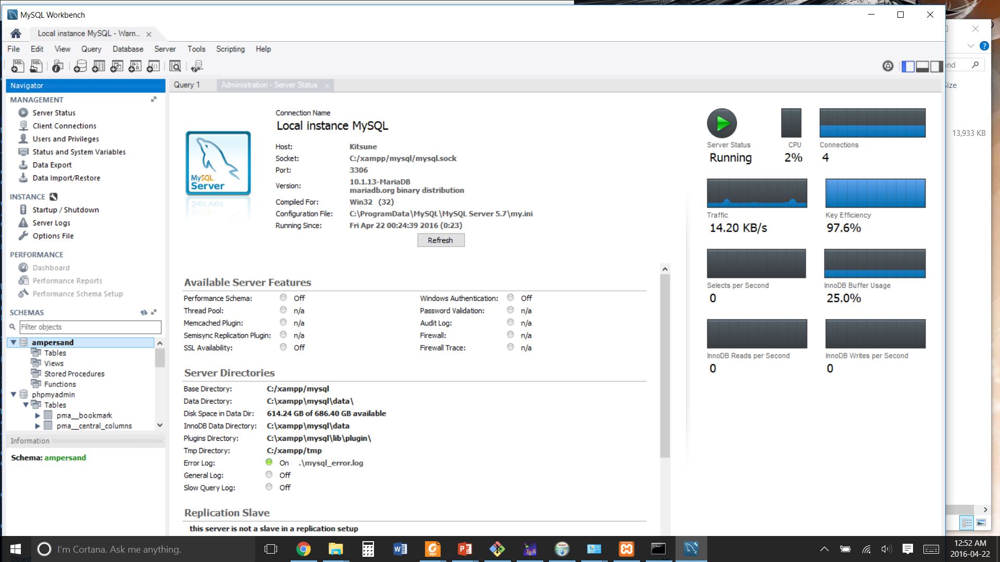 MySQL Workbench
Local instance MySQL - Warn...
File Edit View Query Database Server Tools Scripting Help
Navigator
MANAGEMENT
Server Status
Client Connections
Users and Privileges
Status and System Variables
Data Export
Data Import/Restore
INSTANCE
Startup / Shutdown
Server Logs
Options File
PERFORMANCE
Dashboard
Performance Reports
Performance Schema Setup
SCHEMAS
Filter objects
ampersand
Tables
Views
Stored Procedures
Functions
phpmyadmin
Tables
pma__bookmark
pma__central_columns
Information
Schema: ampersand
Query 1
Administration - Server Status
Connection Name
Local instance MySQL
MySQL
Server
Host: Kitsune
Socket: C:/xampp/mysql/mysql.sock
Port: 3306
Version: 10.1.13-MariaDB
mariadb.org binary distribution
Compiled For: Win32 (32)
Configuration File: C:\ProgramData\MySQL\MySQL Server 5.7\my.ini
Running Since: Fri Apr 22 00:24:39 2016 (0:23)
Refresh
Available Server Features
Performance Schema: Off Windows Authentication: Off
Thread Pool: n/a Password Validation: n/a
Memcached Plugin: n/a Audit Log: n/a
Semisync Replication Plugin: n/a Firewall: n/a
SSL Availability: Off Firewall Trace: n/a
Server Directories
Base Directory: C:/xampp/mysql
Data Directory: C:\xampp\mysql\data\
Disk Space in Data Dir: 614.24 GB of 686.40 GB available
InnoDB Data Directory: C:\xampp\mysql\data
Plugins Directory: C:\xampp\mysql\lib\plugin\
Tmp Directory: C:/xampp/tmp
Error Log: On .\mysql_error.log
General Log: Off
Slow Query Log: Off
Replication Slave
this server is not a slave in a replication setup
Server Status CPU Connections
Running 2% 4
Traffic Key Efficiency
14.20 KB/s 97.6%
Selects per Second InnoDB Buffer Usage
0 25.0%
InnoDB Reads per Second InnoDB Writes per Second
0 0
nd
ize
13,933 KB
I'm Cortana. Ask me anything.
12:52 AM
2016-04-22